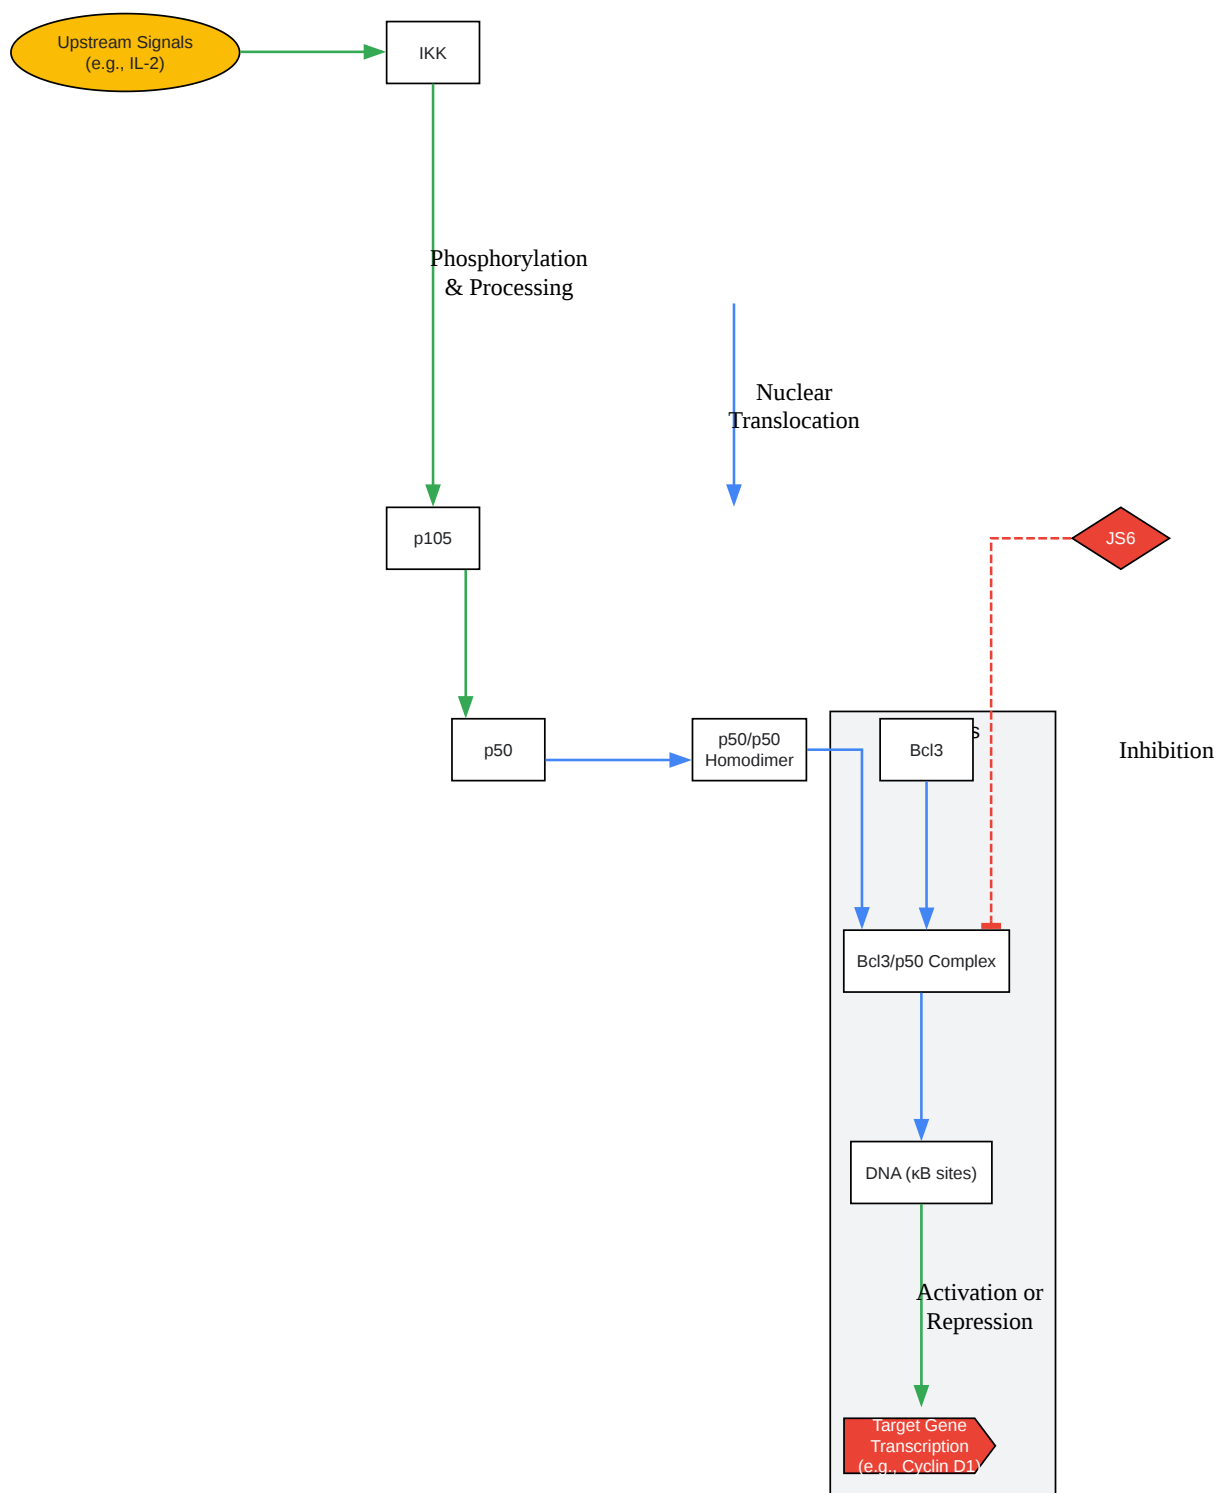 Upstream Signals
(e.g., IL-2)
IKK
Phosphorylation
& Processing
Nuclear
Translocation
p105
JS6
p50
p50/p50
Homodimer
Bcl3
Inhibition
Bcl3/p50 Complex
DNA (κB sites)
Activation or
Repression
Target Gene
Transcription
(e.g., Cyclin D1)